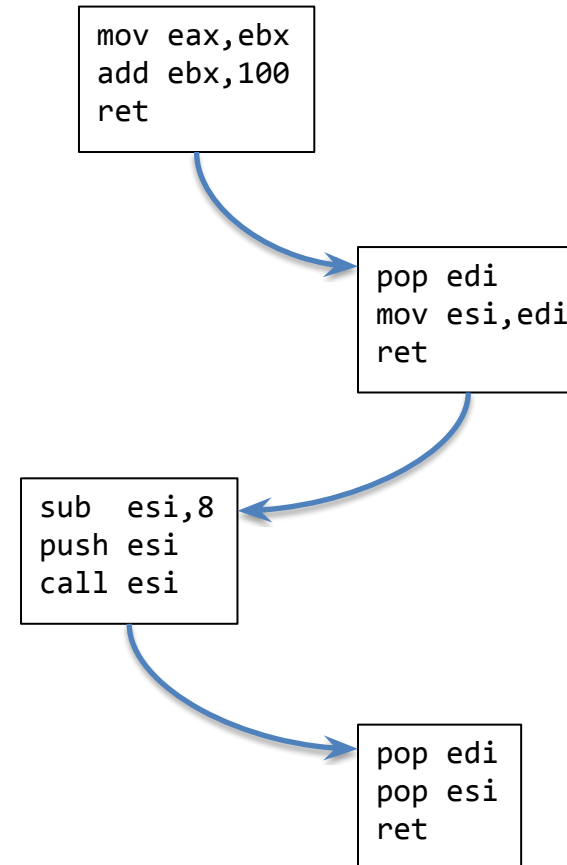 mov eax,ebx
add ebx,100
ret
pop edi
mov esi,edi
ret
sub  esi,8
push esi
call esi
pop edi
pop esi
ret